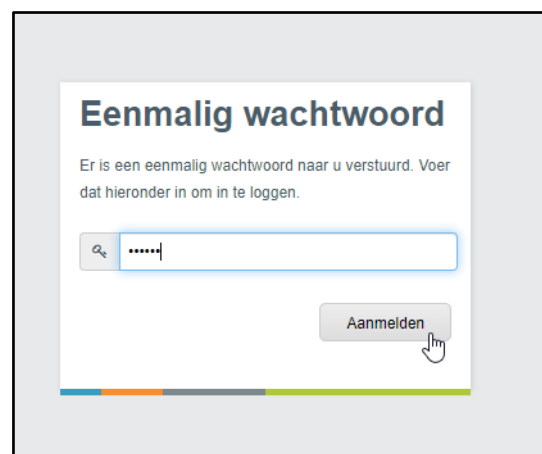 Eenmalig wachtwoord
Er is een eenmalig wachtwoord naar u verstuurd. Voer
dat hieronder in om in te loggen.
••••••
Aanmelden